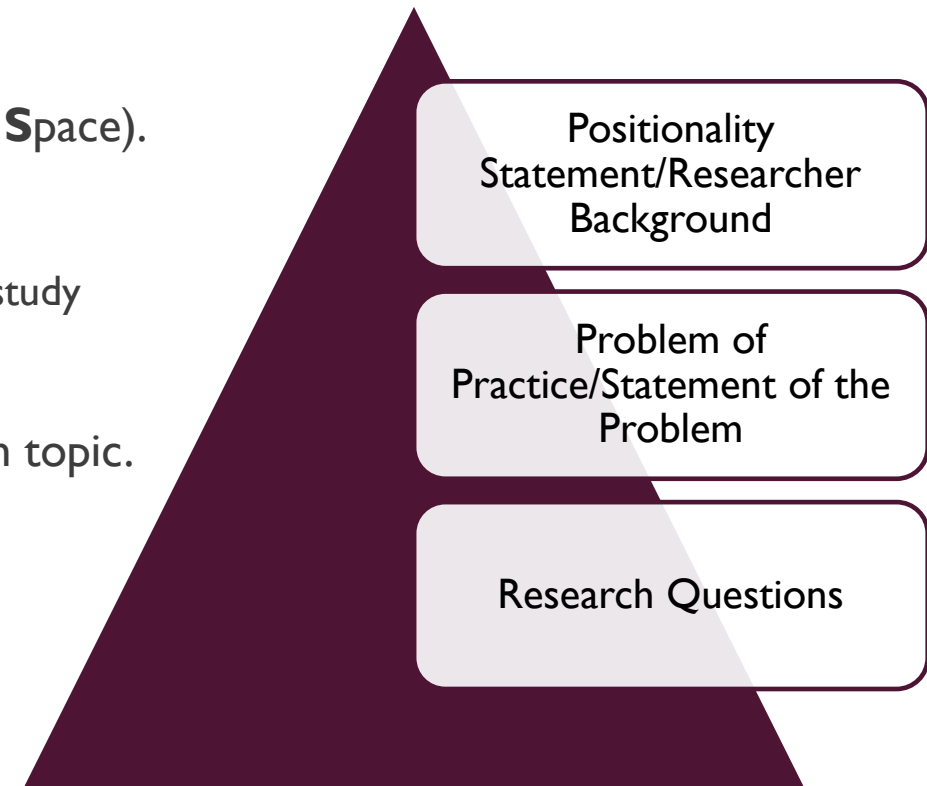 Space).
study
n topic.
Positionality
Statement/Researcher
Background
Problem of
Practice/Statement of the
Problem
Research Questions